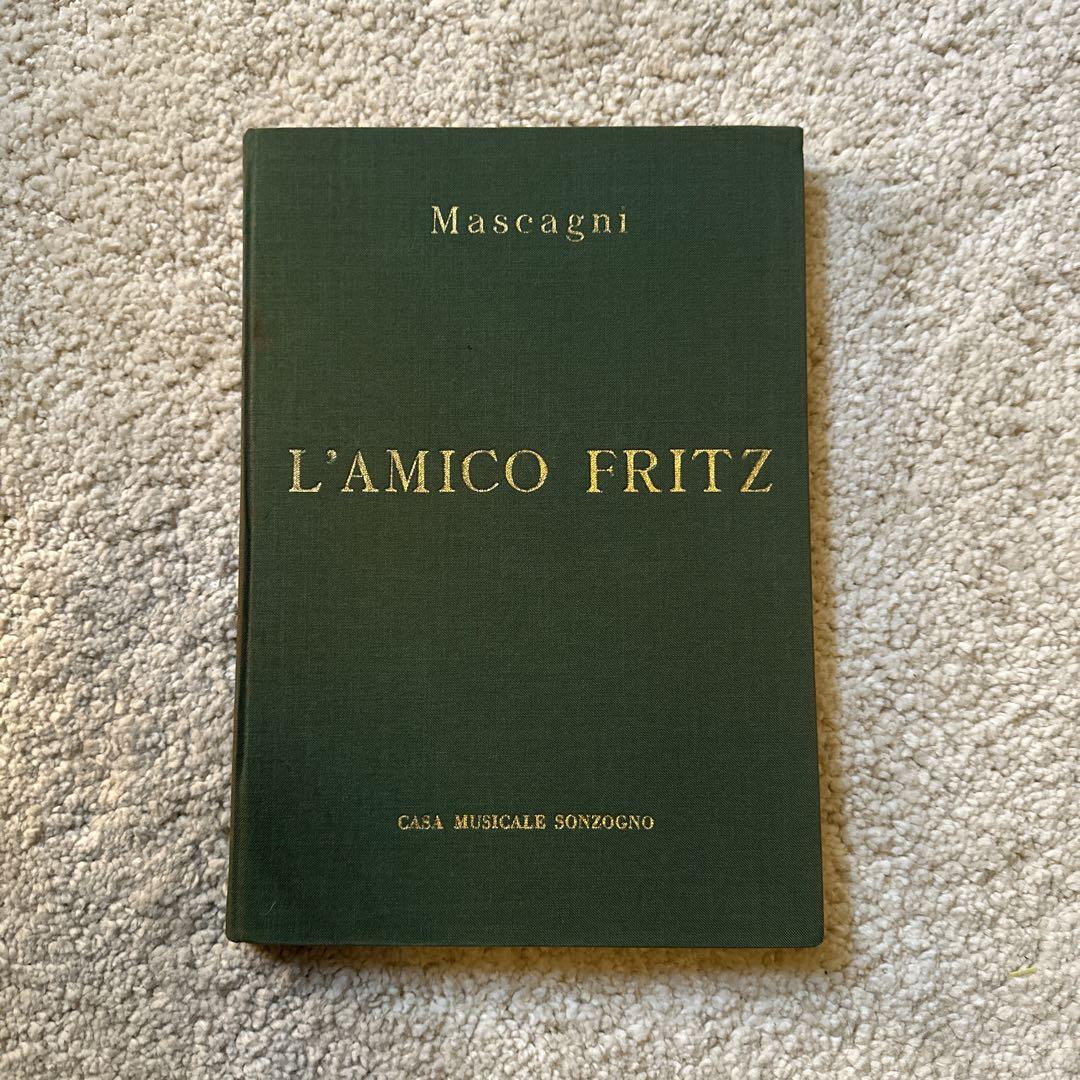 Mascagni
L'AMICO FRITZ
CASA MUSICALE SONZOGNO